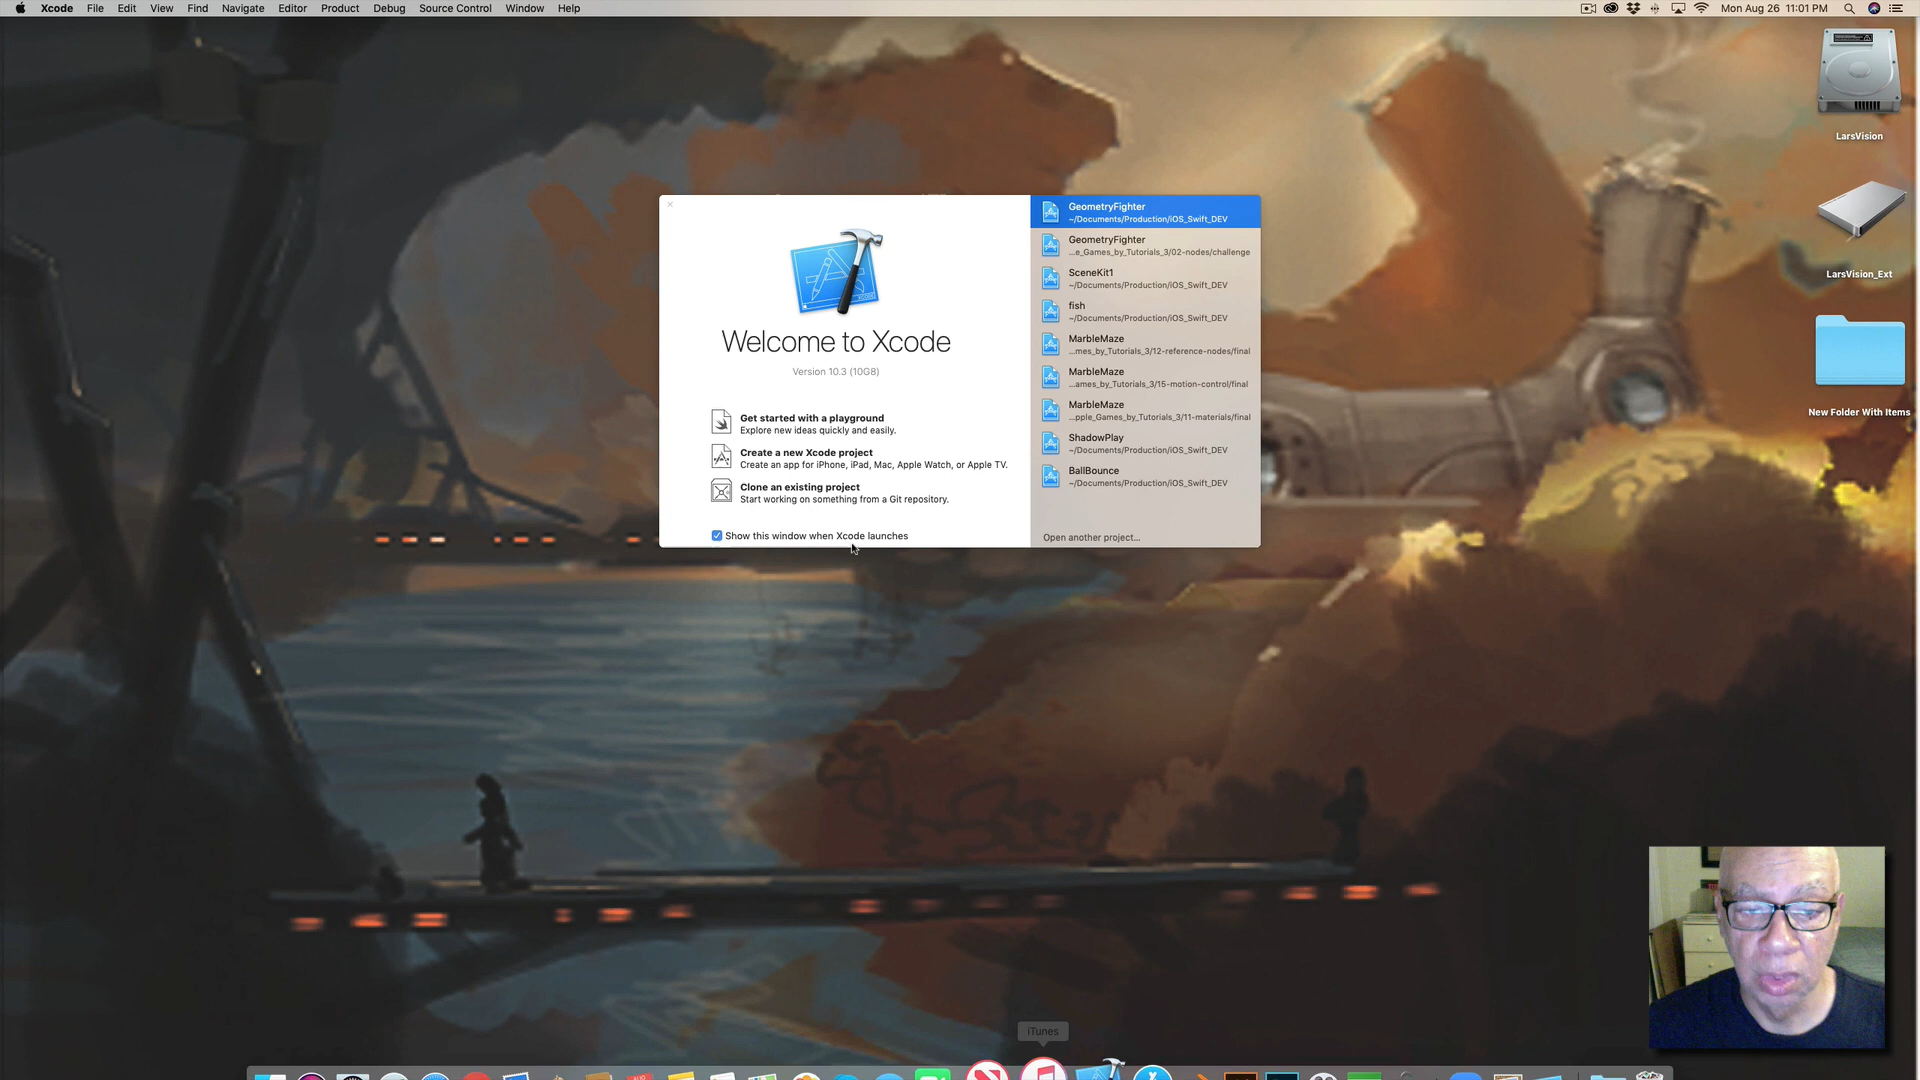 Xcode File Edit View Find Navigate Editor Product Debug Source Control Window Help
Mon Aug 26 11:01 PM
LarsVision
LarsVision_Ext
New Folder With Items
Welcome to Xcode
Version 10.3 (10G8)
Get started with a playground
Explore new ideas quickly and easily.
Create a new Xcode project
Create an app for iPhone, iPad, Mac, Apple Watch, or Apple TV.
Clone an existing project
Start working on something from a Git repository.
Show this window when Xcode launches
GeometryFighter
~/Documents/Production/iOS_Swift_DEV
GeometryFighter
...e_Games_by_Tutorials_3/02-nodes/challenge
SceneKit1
~/Documents/Production/iOS_Swift_DEV
fish
~/Documents/Production/iOS_Swift_DEV
MarbleMaze
...mes_by_Tutorials_3/12-reference-nodes/final
MarbleMaze
...ames_by_Tutorials_3/15-motion-control/final
MarbleMaze
...pple_Games_by_Tutorials_3/11-materials/final
ShadowPlay
~/Documents/Production/iOS_Swift_DEV
BallBounce
~/Documents/Production/iOS_Swift_DEV
Open another project...
iTunes